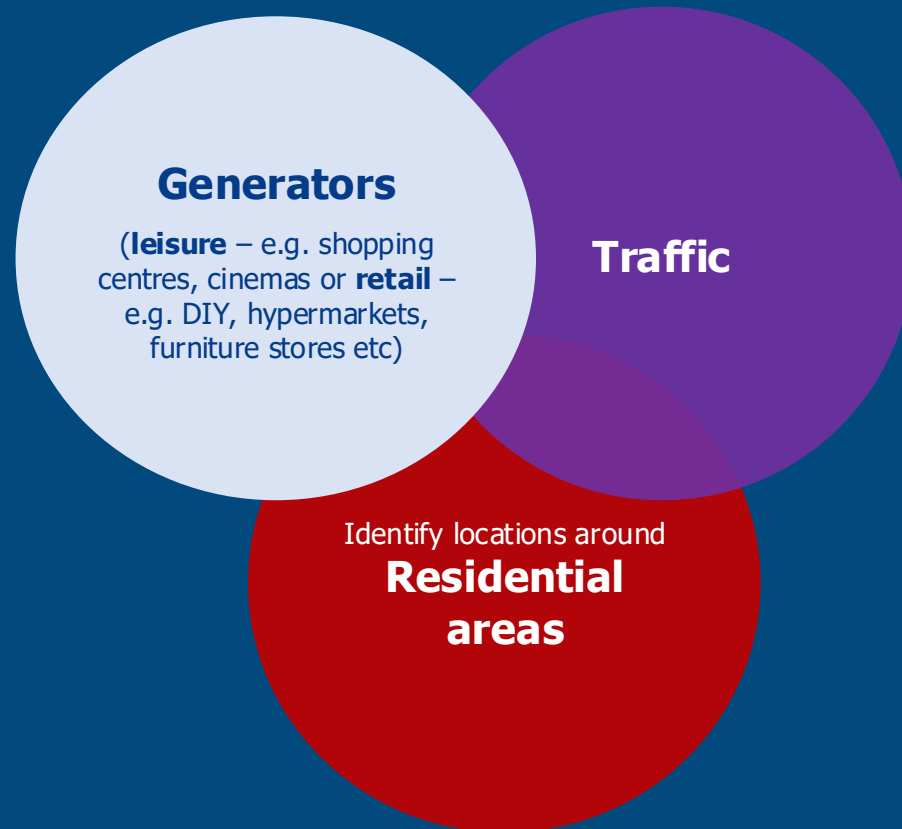 Generators
(leisure – e.g. shopping
centres, cinemas or retail –
e.g. DIY, hypermarkets,
furniture stores etc)
Traffic
Identify locations around
Residential
areas